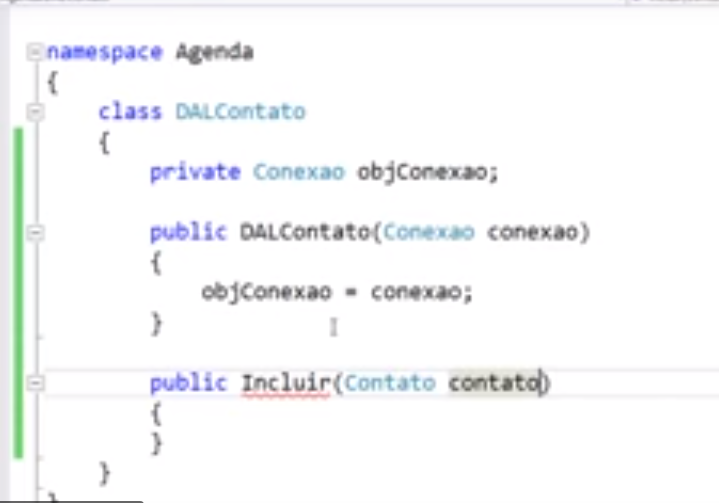 namespace Agenda
{
class DALContato
{
private Conexao objConexao;
public DALContato(Conexao conexao)
{
objConexao = conexao;
}
public Incluir(Contato contato)
{
}
}
}